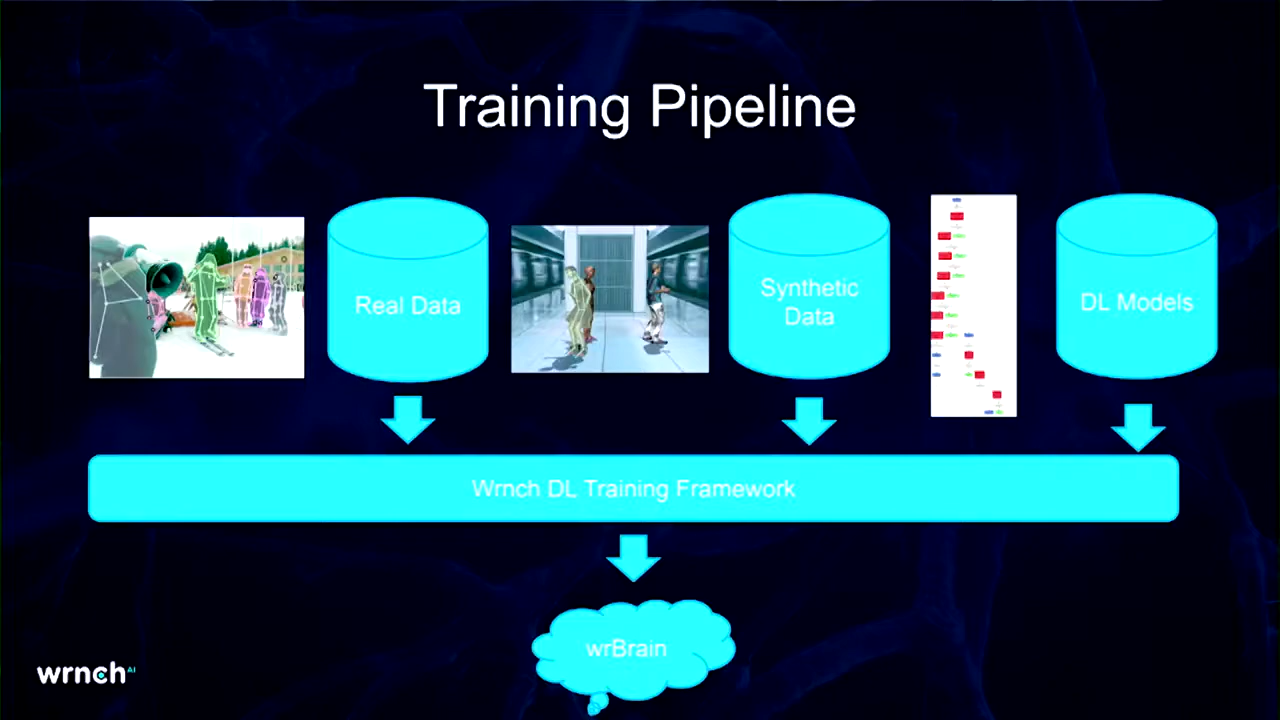 Training Pipeline
Real Data
Synthetic
Data
DL Models
Wrnch DL Training Framework
wrBrain
wrnch AI